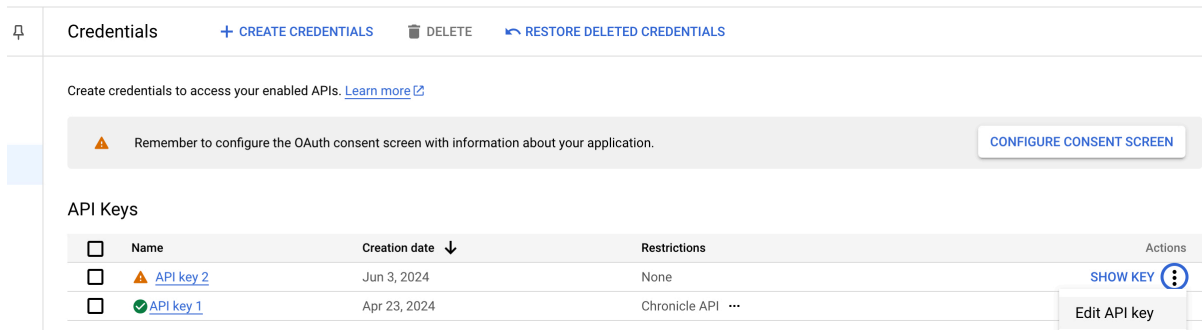 Credentials + CREATE CREDENTIALS DELETE RESTORE DELETED CREDENTIALS
Create credentials to access your enabled APIs. Learn more
Remember to configure the OAuth consent screen with information about your application. CONFIGURE CONSENT SCREEN
API Keys
Name Creation date Restrictions Actions
API key 2 Jun 3, 2024 None SHOW KEY
API key 1 Apr 23, 2024 Chronicle API ···
Edit API key